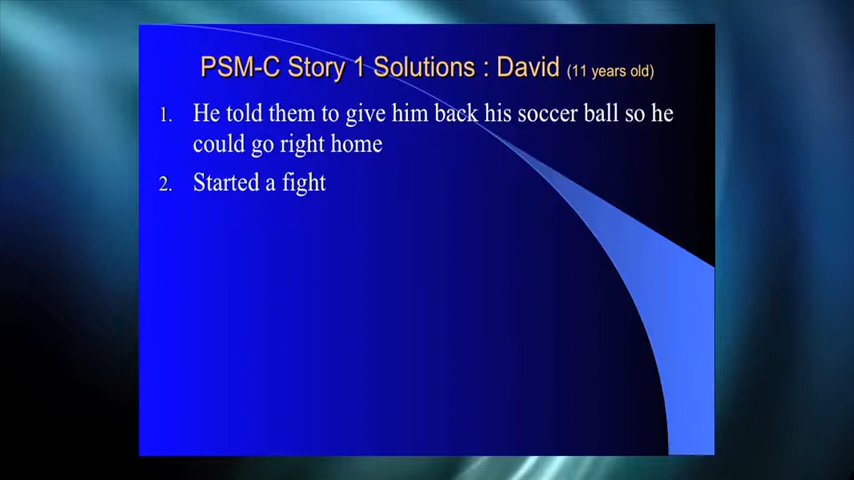 PSM-C Story 1 Solutions : David (11 years old)
1. He told them to give him back his soccer ball so he
could go right home
2. Started a fight